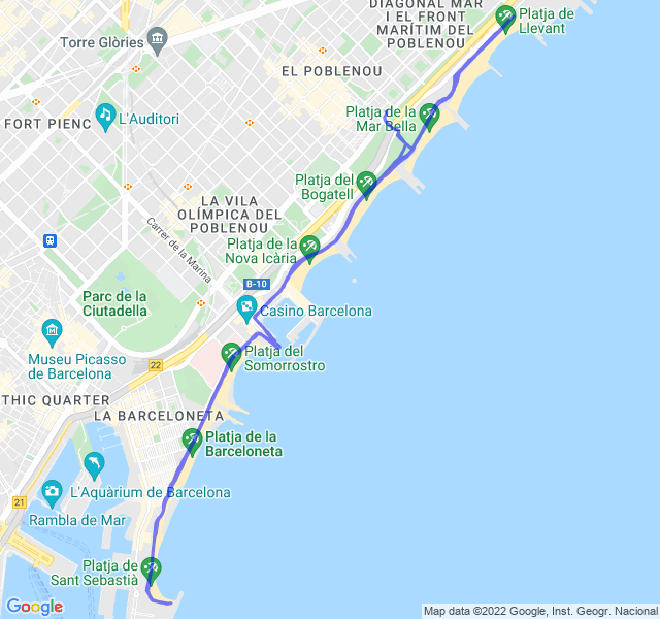 DIAGONAL MAR
I EL FRONT
MARÍTIM DEL
POBLENOU
Platja de
Llevant
Torre Glòries
EL POBLENOU
Platja de la
Mar Bella
L'Auditori
FORT PIENC
Platja del
Bogatell
LA VILA
OLÍMPICA DEL
POBLENOU
Carrer de la Marina
Platja de la
Nova Icària
B-10
Parc de la
Ciutadella
Casino Barcelona
Museu Picasso
de Barcelona
22
Platja del
Somorrostro
THIC QUARTER
LA BARCELONETA
Platja de la
Barceloneta
L'Aquàrium de Barcelona
21
Rambla de Mar
Platja de
Sant Sebastià
Google
Map data ©2022 Google, Inst. Geogr. Nacional